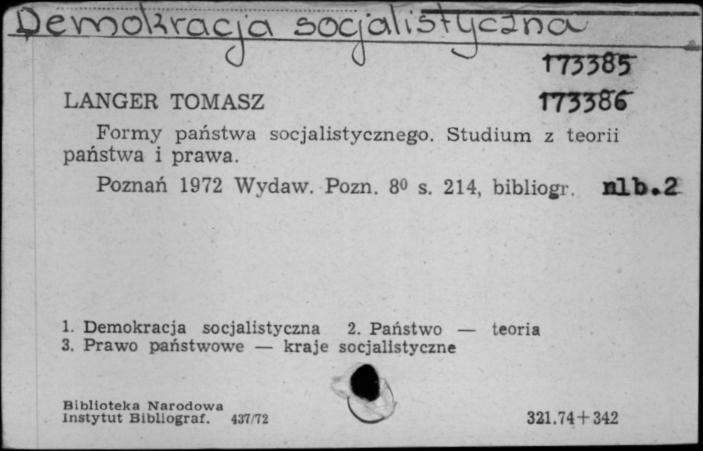 Demokracja socjalistyczna
173385
LANGER TOMASZ 173386
Formy państwa socjalistycznego. Studium z teorii
państwa i prawa.
Poznań 1972 Wydaw. Pozn. 8⁰ s. 214, bibliogr. nlb.2
1. Demokracja socjalistyczna 2. Państwo — teoria
3. Prawo państwowe — kraje socjalistyczne
Biblioteka Narodowa
Instytut Bibliograf. 437/72 321.74+342